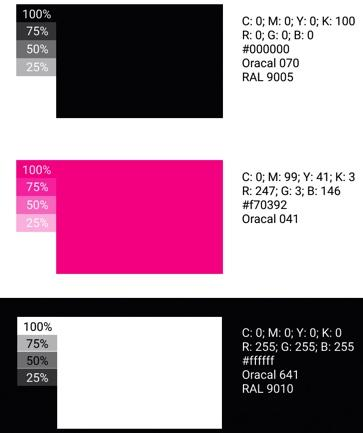 100%
75%
50%
25%
C: 0; M: 0; Y: 0; K: 100
R: 0; G: 0; B: 0
#000000
Oracal 070
RAL 9005
100%
75%
50%
25%
C: 0; M: 99; Y: 41; K: 3
R: 247; G: 3; B: 146
#f70392
Oracal 041
100%
75%
50%
25%
C: 0; M: 0; Y: 0; K: 0
R: 255; G: 255; B: 255
#ffffff
Oracal 641
RAL 9010